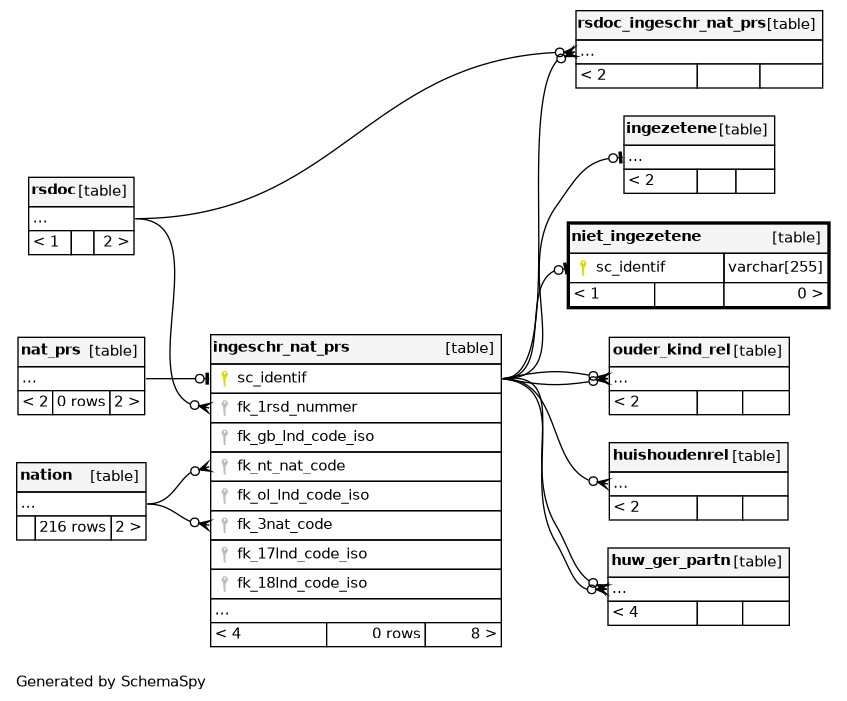 rsdoc_ingeschr_nat_prs [table]
...
< 2
ingezetene [table]
...
< 2
rsdoc [table]
...
< 1 2 >
niet_ingezetene [table]
sc_identif varchar[255]
< 1 0 >
nat_prs [table]
...
< 2 0 rows 2 >
ingeschr_nat_prs [table]
sc_identif
fk_1rsd_nummer
fk_gb_lnd_code_iso
fk_nt_nat_code
fk_ol_lnd_code_iso
fk_3nat_code
fk_17lnd_code_iso
fk_18lnd_code_iso
...
< 4 0 rows 8 >
ouder_kind_rel [table]
...
< 2
nation [table]
...
216 rows 2 >
huishoudenrel [table]
...
< 2
huw_ger_partn [table]
...
< 4
Generated by SchemaSpy